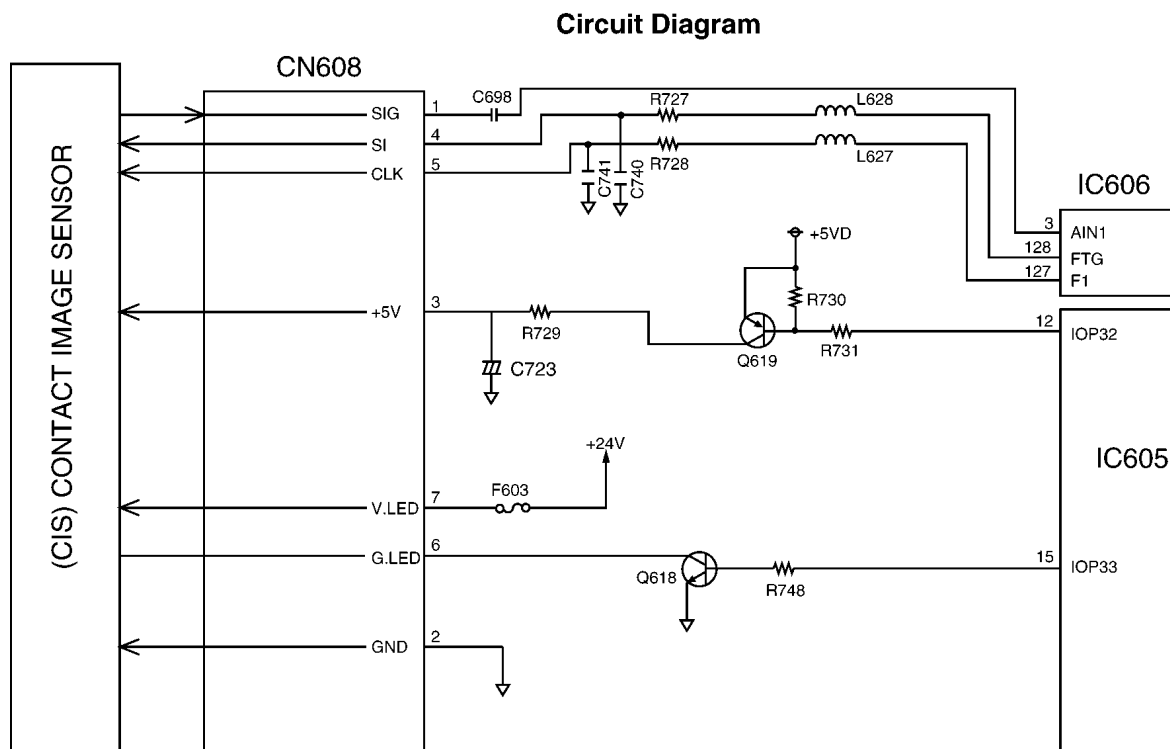 Circuit Diagram
(CIS) CONTACT IMAGE SENSOR
CN608
SIG
1
C698
R727
L628
SI
4
CLK
5
C741
C740
R728
L627
IC606
3
AIN1
128
FTG
127
F1
+5VD
+5V
3
R729
R730
Q619
R731
12
IOP32
C723
IC605
+24V
V.LED
7
F603
G.LED
6
Q618
R748
15
IOP33
GND
2